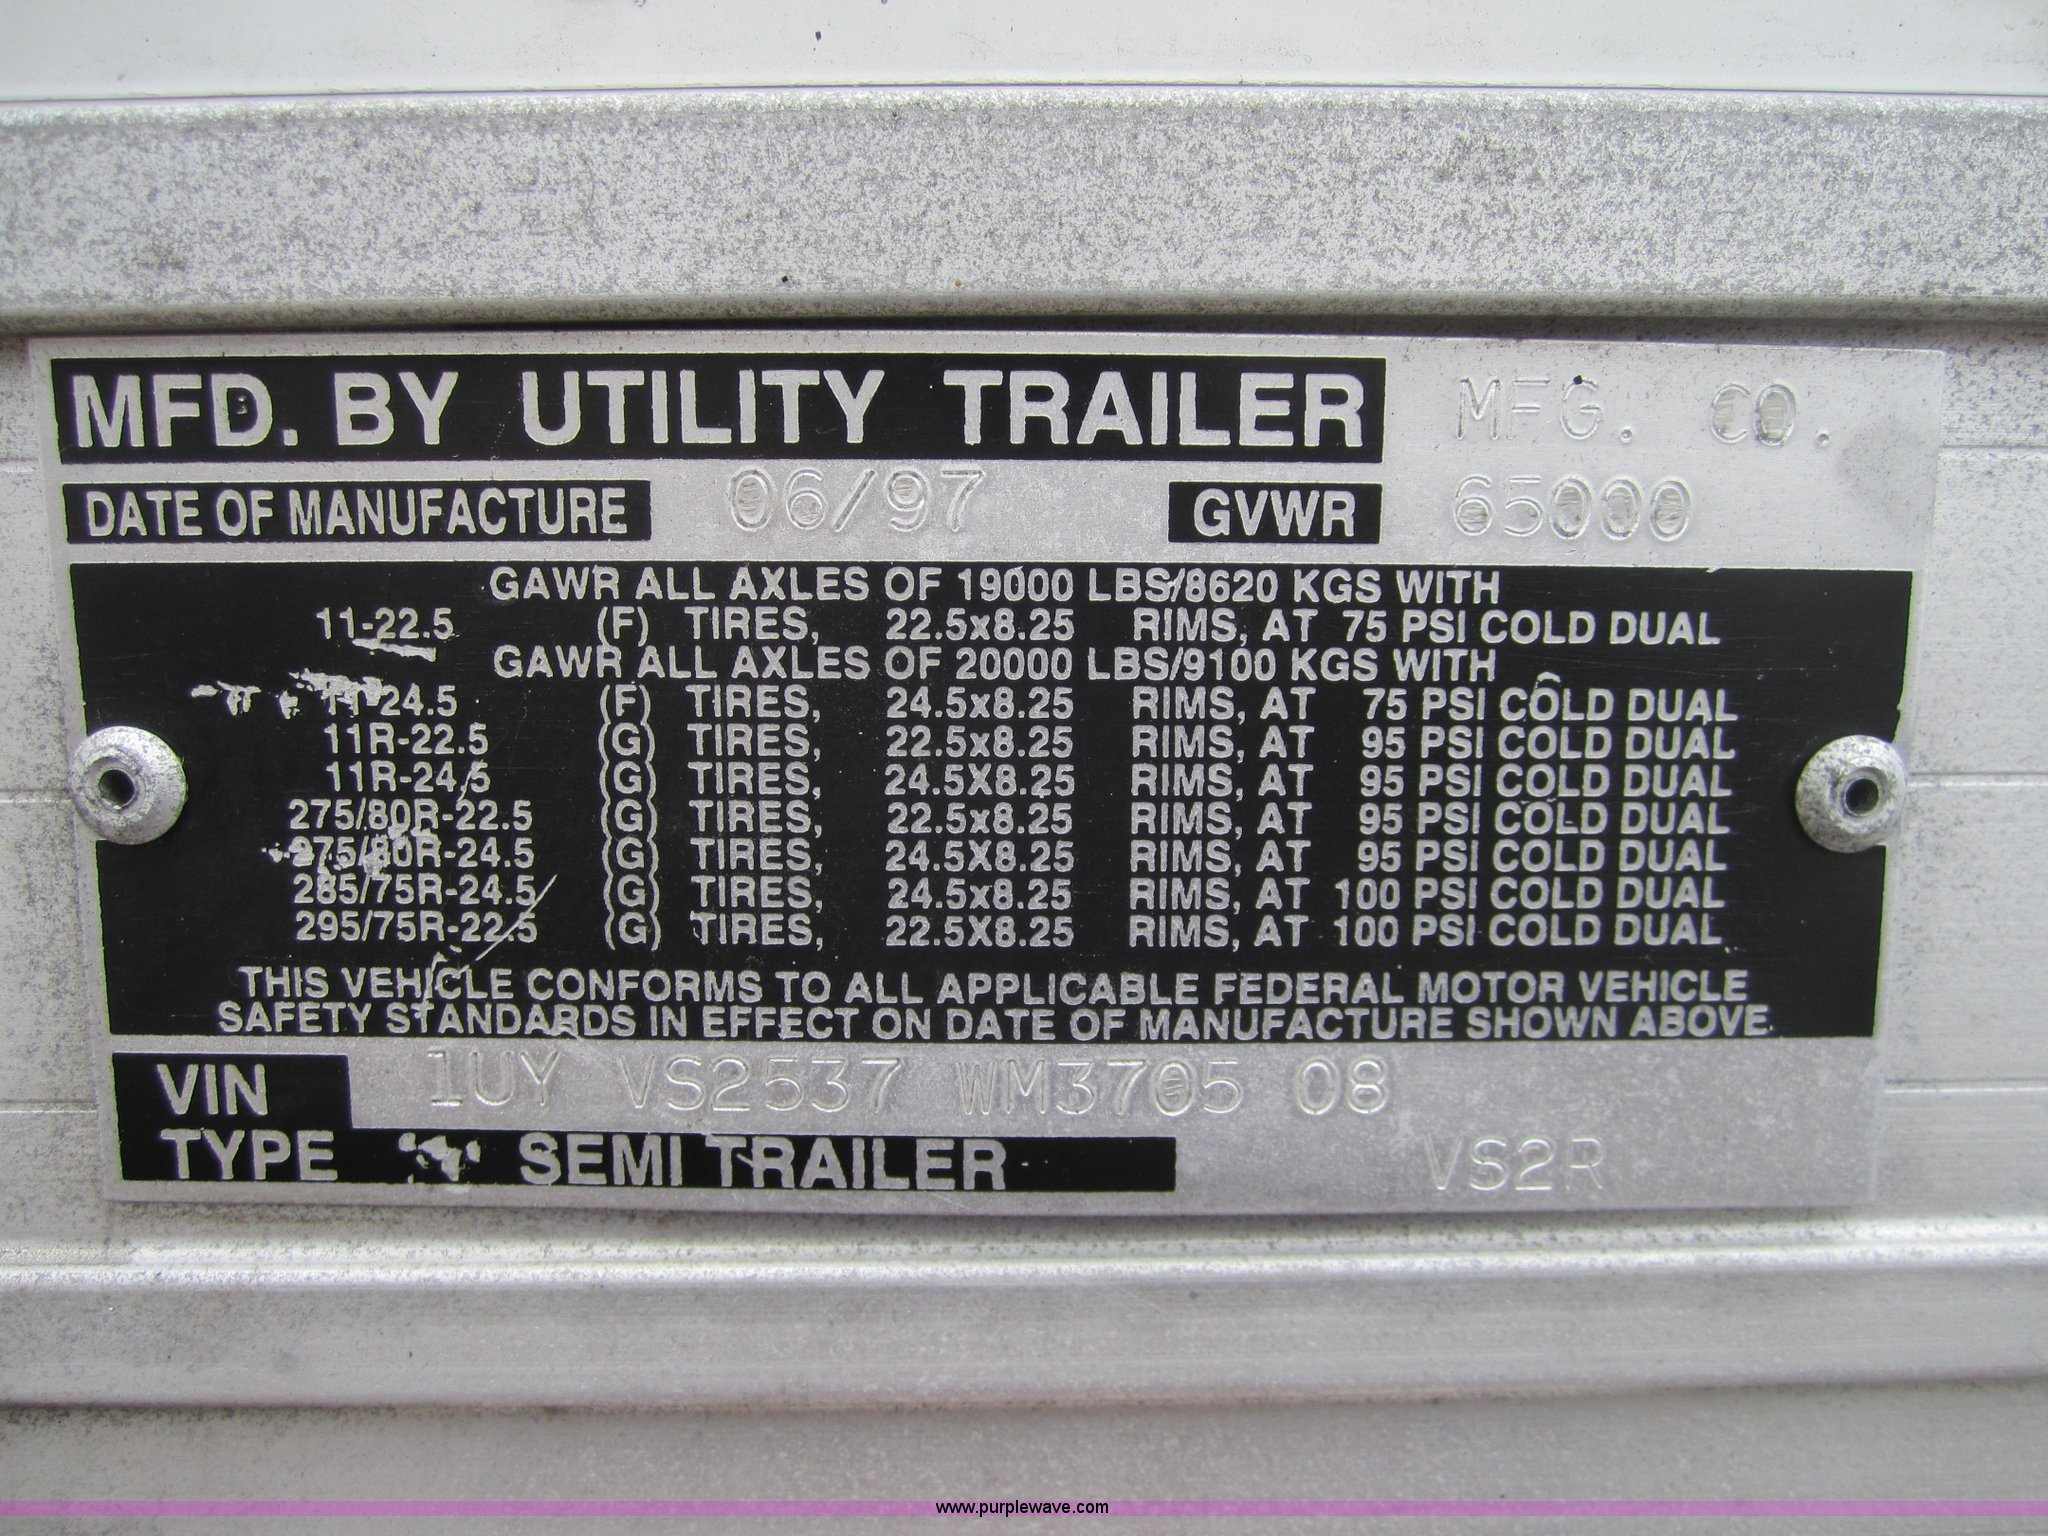 MFD. BY UTILITY TRAILER MFG. CO.
DATE OF MANUFACTURE 06/97 GVWR 65000
GAWR ALL AXLES OF 19000 LBS/8620 KGS WITH
11-22.5 (F) TIRES, 22.5x8.25 RIMS, AT 75 PSI COLD DUAL
GAWR ALL AXLES OF 20000 LBS/9100 KGS WITH
11-24.5 (F) TIRES, 24.5x8.25 RIMS, AT 75 PSI COLD DUAL
11R-22.5 (G) TIRES, 22.5x8.25 RIMS, AT 95 PSI COLD DUAL
11R-24.5 (G) TIRES, 24.5X8.25 RIMS, AT 95 PSI COLD DUAL
275/80R-22.5 (G) TIRES, 22.5x8.25 RIMS, AT 95 PSI COLD DUAL
275/80R-24.5 (G) TIRES, 24.5X8.25 RIMS, AT 95 PSI COLD DUAL
285/75R-24.5 (G) TIRES, 24.5x8.25 RIMS, AT 100 PSI COLD DUAL
295/75R-22.5 (G) TIRES, 22.5X8.25 RIMS, AT 100 PSI COLD DUAL
THIS VEHICLE CONFORMS TO ALL APPLICABLE FEDERAL MOTOR VEHICLE
SAFETY STANDARDS IN EFFECT ON DATE OF MANUFACTURE SHOWN ABOVE.
VIN 1UY VS2537 WM3705 08
TYPE SEMI TRAILER VS2R
www.purplewave.com